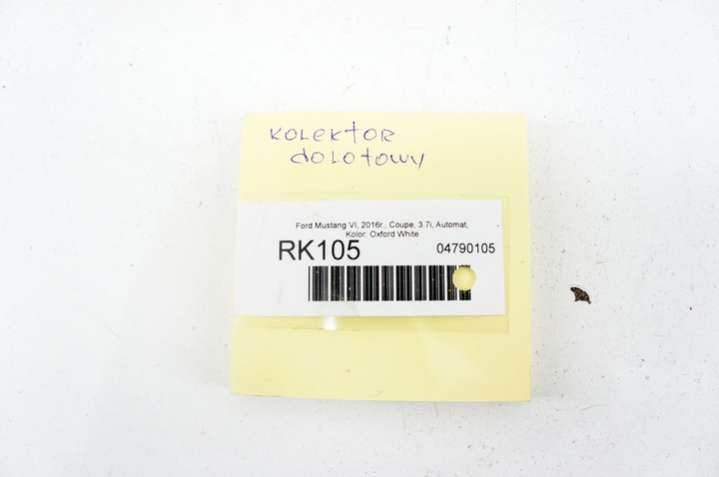 kolektor
dolotowy
Ford Mustang VI, 2016r., Coupe, 3.7i, Automat,
Kolor: Oxford White
RK105 04790105